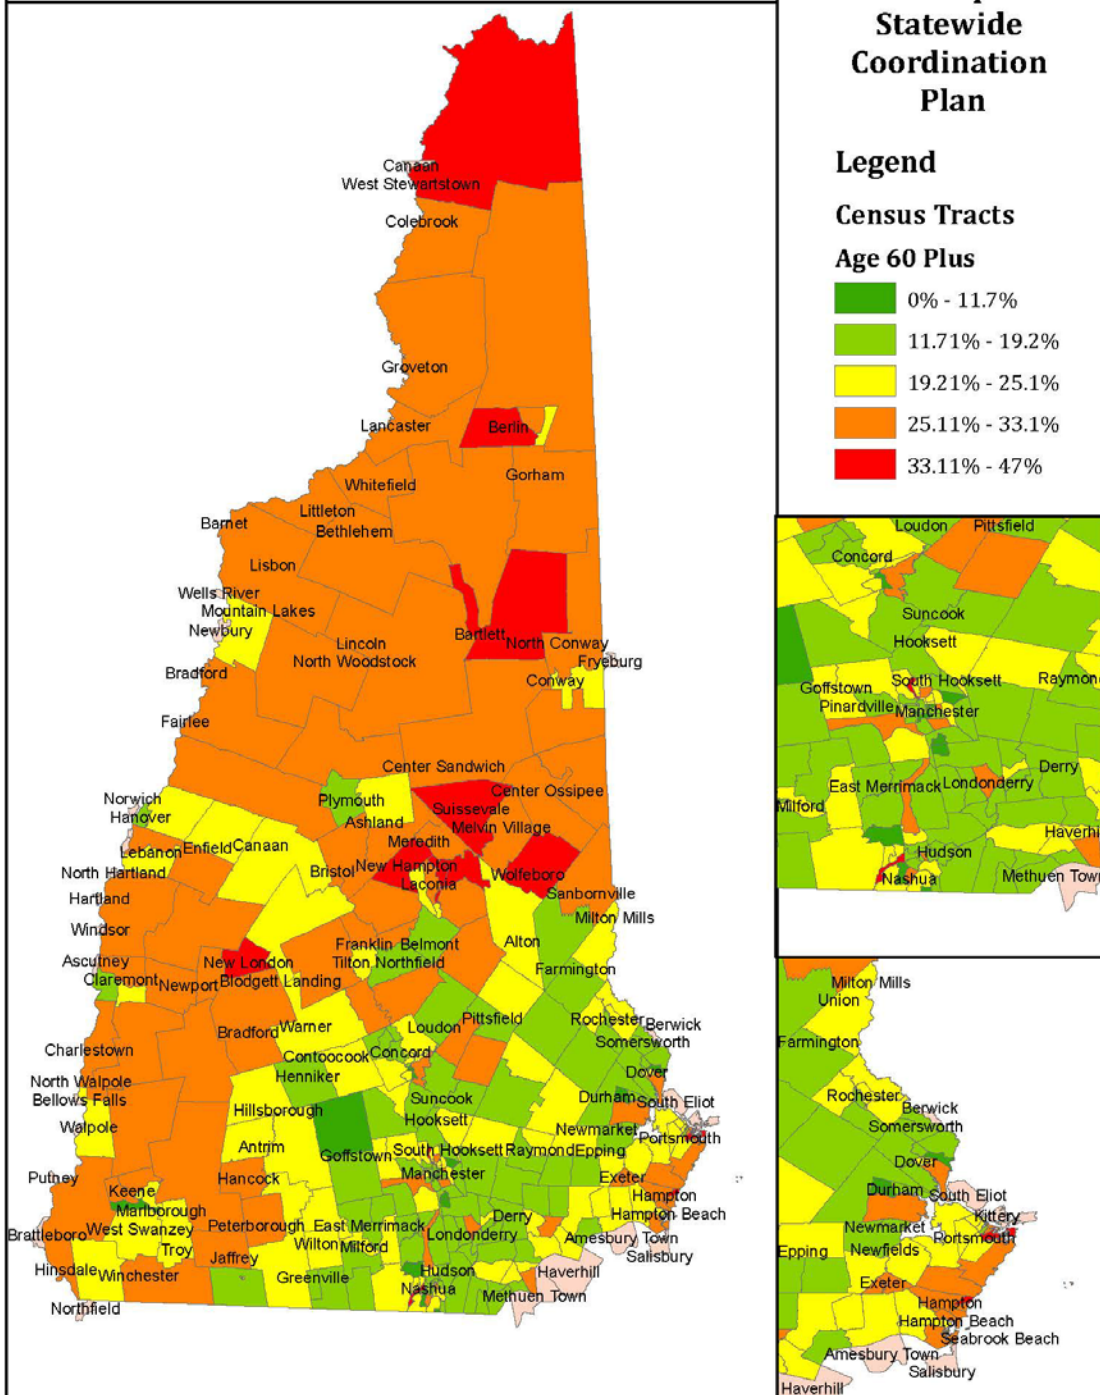 Statewide
Coordination
Plan
Legend
Census Tracts
Age 60 Plus
0% - 11.7%
11.71% - 19.2%
19.21% - 25.1%
25.11% - 33.1%
33.11% - 47%
Canaan
West Stewartstown
Colebrook
Groveton
Lancaster
Berlin
Gorham
Whitefield
Littleton
Bethlehem
Barnet
Lisbon
Wells River
Mountain Lakes
Newbury
Lincoln
North Woodstock
Bartlett
North Conway
Fryeburg
Conway
Bradford
Fairlee
Center Sandwich
Center Ossipee
Norwich
Hanover
Plymouth
Suissevale
Ashland
Melvin Village
Meredith
Lebanon
Enfield
Canaan
North Hartland
Bristol
New Hampton
Laconia
Wolfeboro
Sanbornville
Hartland
Milton Mills
Windsor
Franklin
Belmont
Alton
Ascutney
New London
Tilton
Northfield
Farmington
Claremont
Newport
Blodgett Landing
Bradford
Warner
Loudon
Pittsfield
Rochester
Berwick
Somersworth
Charlestown
Contoocook
Concord
Henniker
Dover
North Walpole
Bellows Falls
Hillsborough
Suncook
Durham
South Eliot
Hooksett
Walpole
Newmarket
Portsmouth
Antrim
Goffstown
South Hooksett
Raymond
Epping
Putney
Hancock
Manchester
Exeter
Keene
Hampton
Marlborough
Hampton Beach
Brattleboro
West Swanzey
Peterborough
East Merrimack
Derry
Londonderry
Amesbury Town
Troy
Wilton
Milford
Salisbury
Jaffrey
Hinsdale
Winchester
Greenville
Hudson
Haverhill
Nashua
Methuen Town
Northfield
Loudon
Pittsfield
Concord
Suncook
Hooksett
South Hooksett
Raymon
Goffstown
Pinardville
Manchester
Derry
East Merrimack
Londonderry
Milford
Haverhi
Hudson
Nashua
Methuen Town
Milton Mills
Union
Farmington
Rochester
Berwick
Somersworth
Dover
Durham
South Eliot
Kittery
Newmarket
Portsmouth
Epping
Newfields
Exeter
Hampton
Hampton Beach
Seabrook Beach
Amesbury Town
Salisbury
Haverhill